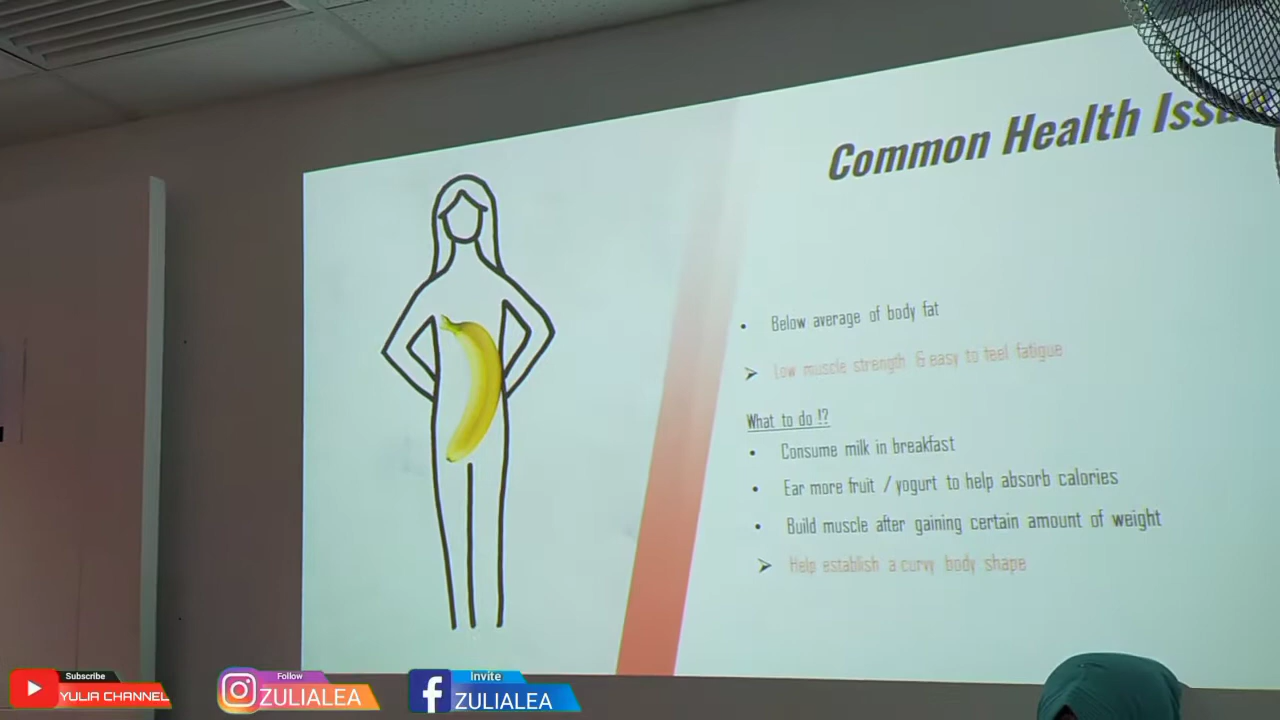 Common Health
Below average of body fat
Low muscle strength & easy to feel fatigue
What to do !?
Consume milk in breakfast
Ear more fruit / yogurt to help absorb calories
Build muscle after gaining certain amount of weight
Help establish a curvy body shape
Subscribe
YULIA CHANNEL
Follow
ZULIALEA
Invite
ZULIALEA